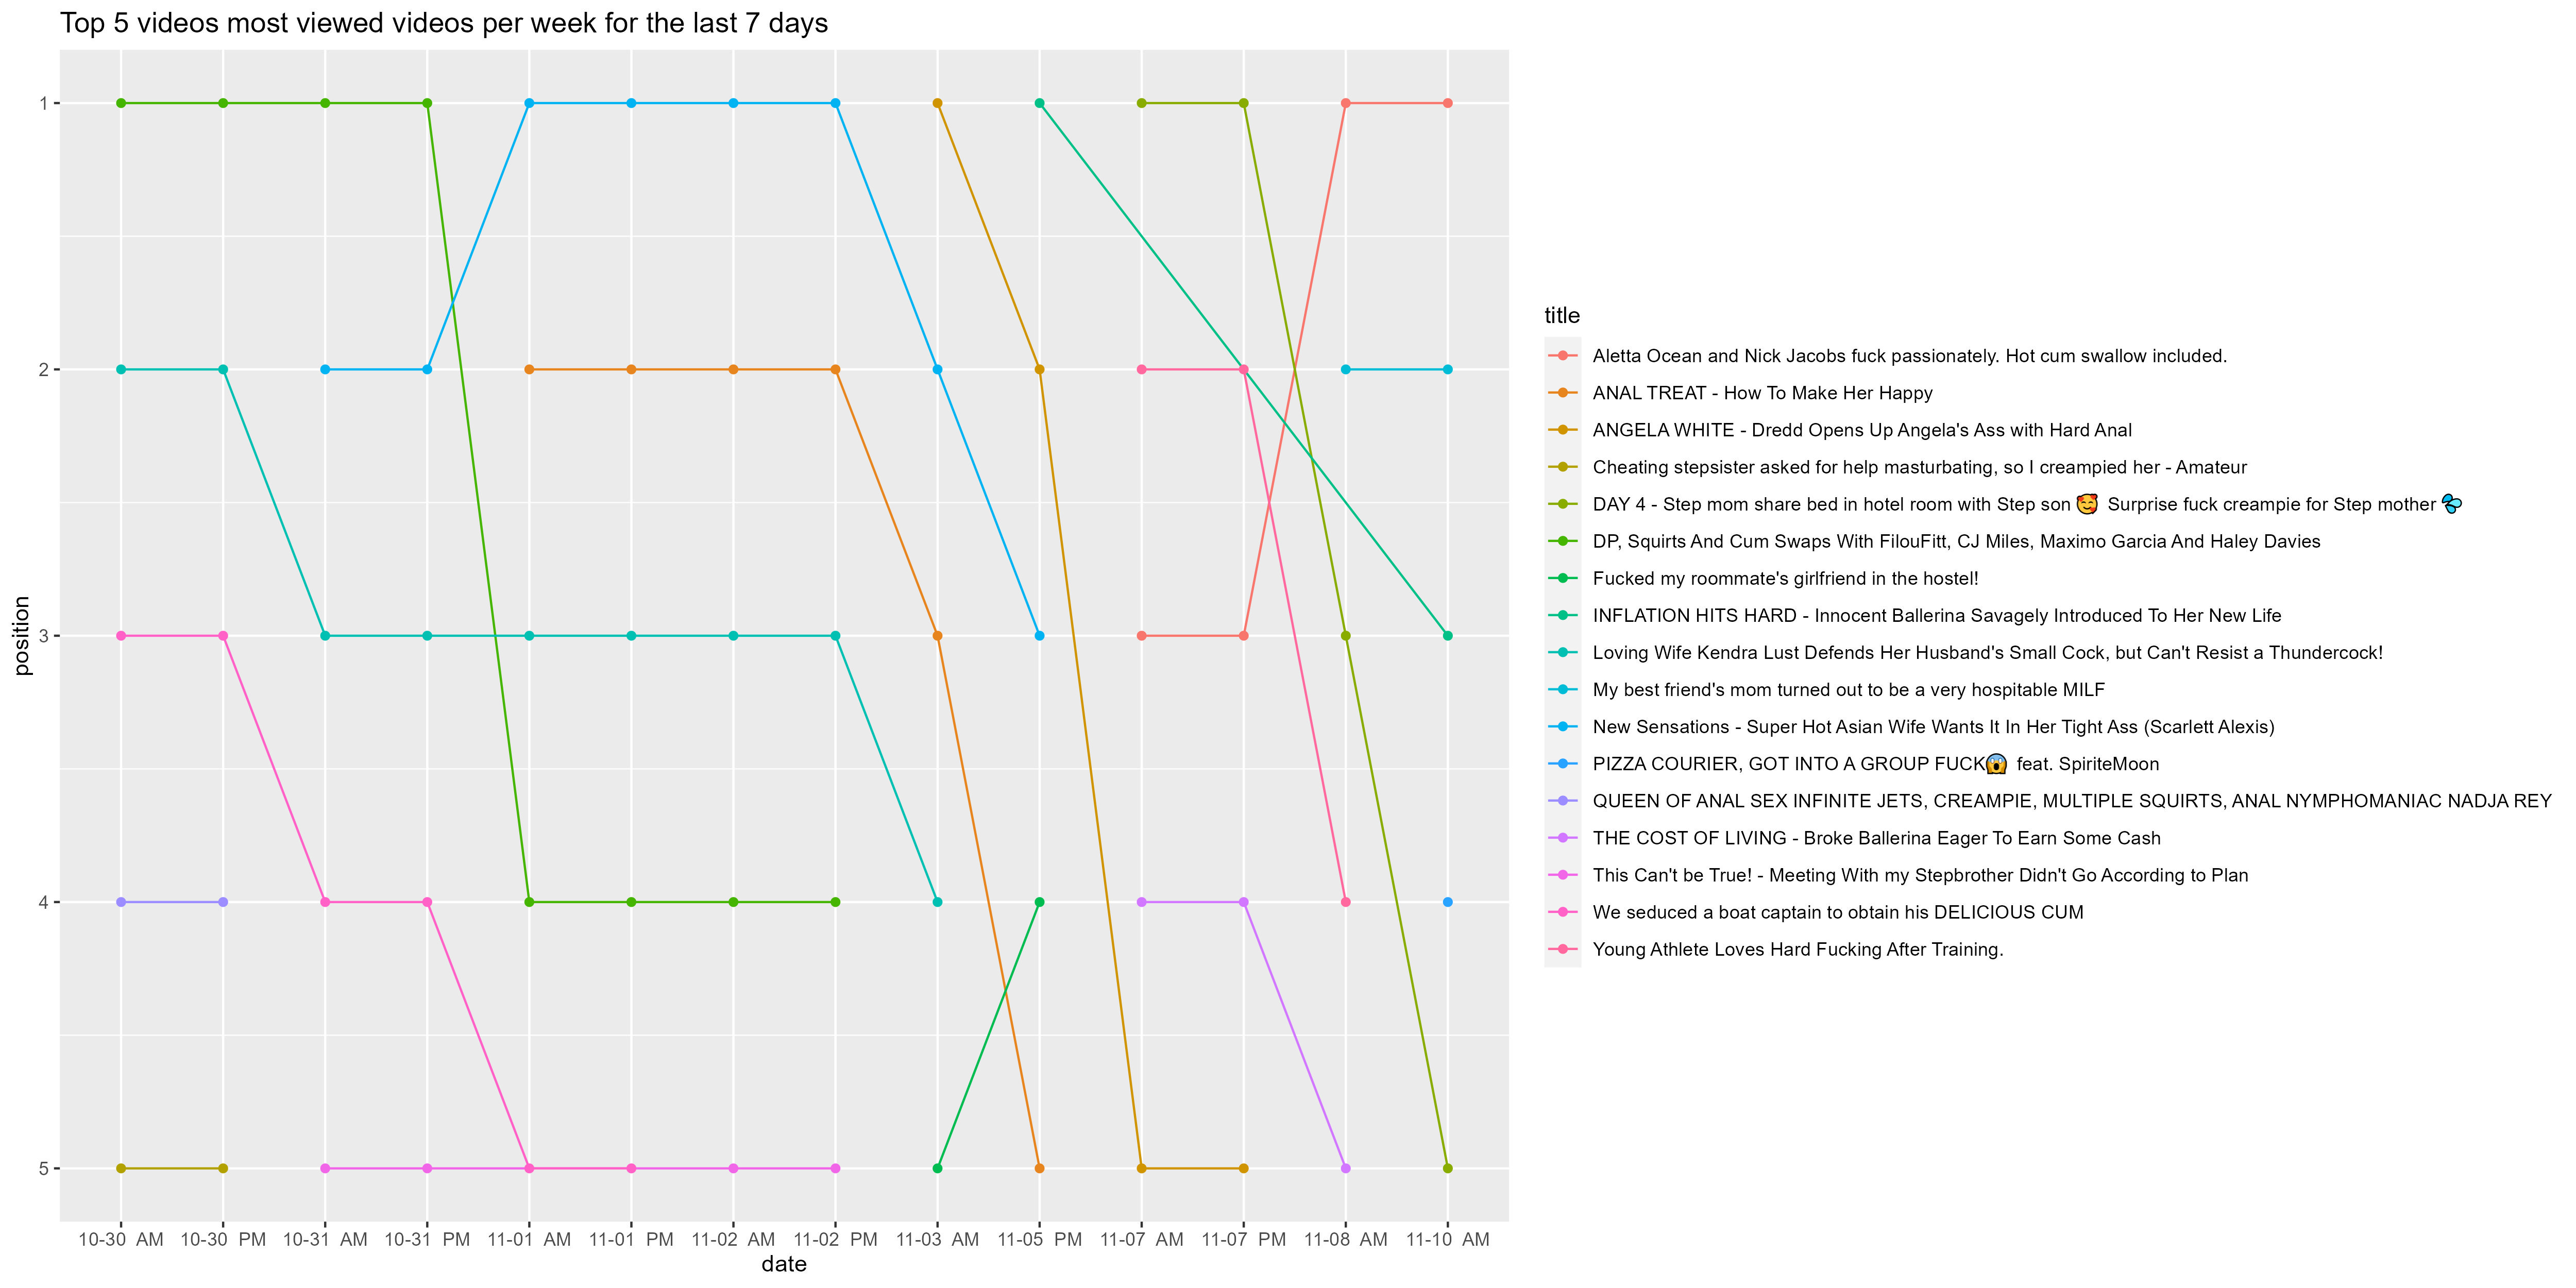 Top 5 videos most viewed videos per week for the last 7 days
position
1
2
3
4
5
10-30 AM
10-30 PM
10-31 AM
10-31 PM
11-01 AM
11-01 PM
11-02 AM
11-02 PM
11-03 AM
11-05 PM
11-07 AM
11-07 PM
11-08 AM
11-10 AM
date
title
Aletta Ocean and Nick Jacobs fuck passionately. Hot cum swallow included.
ANAL TREAT - How To Make Her Happy
ANGELA WHITE - Dredd Opens Up Angela's Ass with Hard Anal
Cheating stepsister asked for help masturbating, so I creampied her - Amateur
DAY 4 - Step mom share bed in hotel room with Step son 🥰 Surprise fuck creampie for Step mother 💦
DP, Squirts And Cum Swaps With FilouFitt, CJ Miles, Maximo Garcia And Haley Davies
Fucked my roommate's girlfriend in the hostel!
INFLATION HITS HARD - Innocent Ballerina Savagely Introduced To Her New Life
Loving Wife Kendra Lust Defends Her Husband's Small Cock, but Can't Resist a Thundercock!
My best friend's mom turned out to be a very hospitable MILF
New Sensations - Super Hot Asian Wife Wants It In Her Tight Ass (Scarlett Alexis)
PIZZA COURIER, GOT INTO A GROUP FUCK😱 feat. SpiriteMoon
QUEEN OF ANAL SEX INFINITE JETS, CREAMPIE, MULTIPLE SQUIRTS, ANAL NYMPHOMANIAC NADJA REY
THE COST OF LIVING - Broke Ballerina Eager To Earn Some Cash
This Can't be True! - Meeting With my Stepbrother Didn't Go According to Plan
We seduced a boat captain to obtain his DELICIOUS CUM
Young Athlete Loves Hard Fucking After Training.